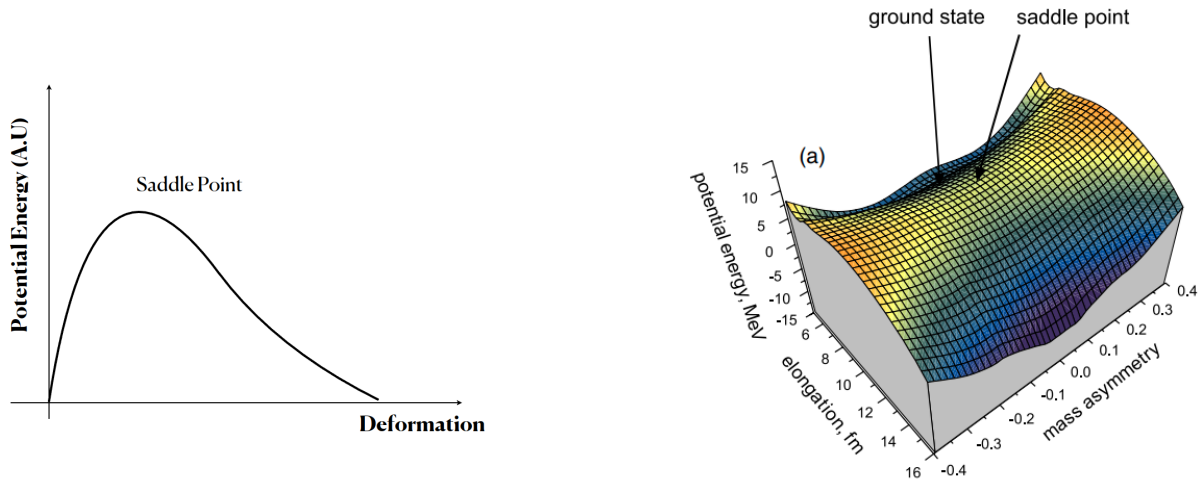 Potential Energy (A.U)
Saddle Point
Deformation
ground state
saddle point
(a)
potential energy, MeV
15
10
5
0
-5
-10
-15
elongation, fm
6
8
10
12
14
16
mass asymmetry
-0.4
-0.3
-0.2
-0.1
0.0
0.1
0.2
0.3
0.4